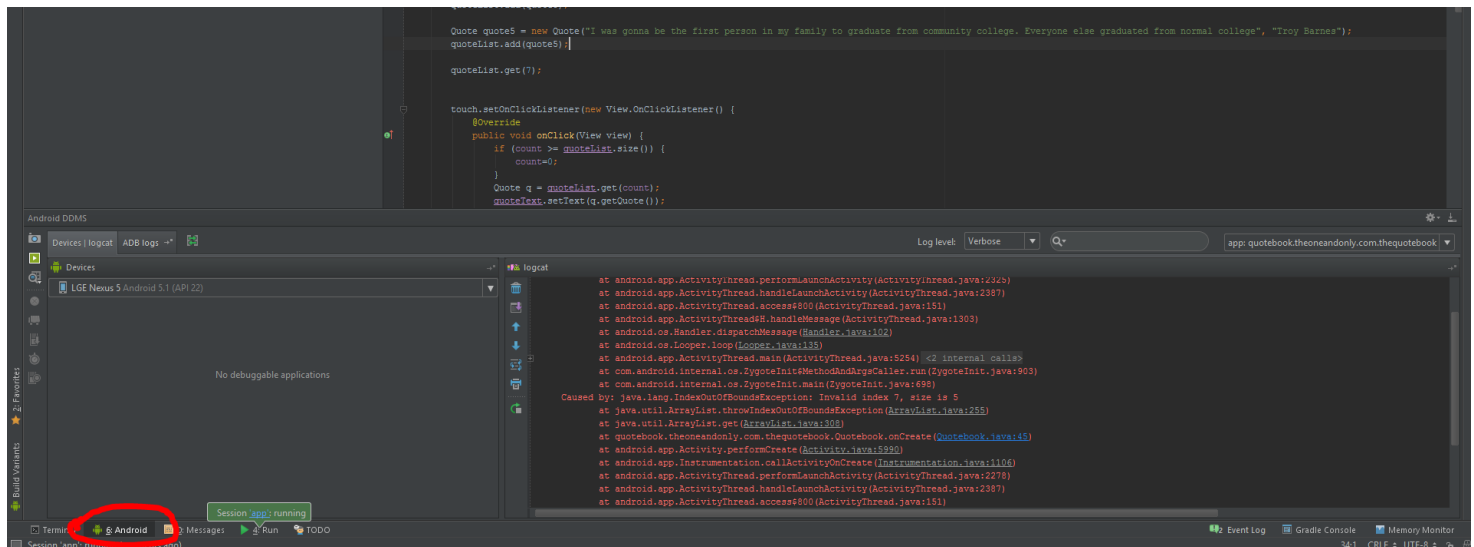 Quote quote5 = new Quote("I was gonna be the first person in my family to graduate from community college. Everyone else graduated from normal college", "Troy Barnes");
quoteList.add(quote5);
quoteList.get(7);
touch.setOnClickListener(new View.OnClickListener() {
@Override
public void onClick(View view) {
if (count >= quoteList.size()) {
count=0;
}
Quote q = quoteList.get(count);
quoteText.setText(q.getQuote());
Android DDMS
Devices | logcat ADB logs Log level: Verbose app: quotebook.theoneandonly.com.thequotebook
Devices logcat
LGE Nexus 5 Android 5.1 (API 22)
No debuggable applications
at android.app.ActivityThread.performLaunchActivity(ActivityThread.java:2325)
at android.app.ActivityThread.handleLaunchActivity(ActivityThread.java:2387)
at android.app.ActivityThread.access$800(ActivityThread.java:151)
at android.app.ActivityThread$H.handleMessage(ActivityThread.java:1303)
at android.os.Handler.dispatchMessage(Handler.java:102)
at android.os.Looper.loop(Looper.java:135)
at android.app.ActivityThread.main(ActivityThread.java:5254) <2 internal calls>
at com.android.internal.os.ZygoteInit$MethodAndArgsCaller.run(ZygoteInit.java:903)
at com.android.internal.os.ZygoteInit.main(ZygoteInit.java:698)
Caused by: java.lang.IndexOutOfBoundsException: Invalid index 7, size is 5
at java.util.ArrayList.throwIndexOutOfBoundsException(ArrayList.java:255)
at java.util.ArrayList.get(ArrayList.java:308)
at quotebook.theoneandonly.com.thequotebook.Quotebook.onCreate(Quotebook.java:45)
at android.app.Activity.performCreate(Activity.java:5990)
at android.app.Instrumentation.callActivityOnCreate(Instrumentation.java:1106)
at android.app.ActivityThread.performLaunchActivity(ActivityThread.java:2278)
at android.app.ActivityThread.handleLaunchActivity(ActivityThread.java:2387)
at android.app.ActivityThread.access$800(ActivityThread.java:151)
2: Favorites
Build Variants
Session 'app': running
6: Android Messages 4: Run TODO 2 Event Log Gradle Console Memory Monitor
34:1 CRLF UTF-8